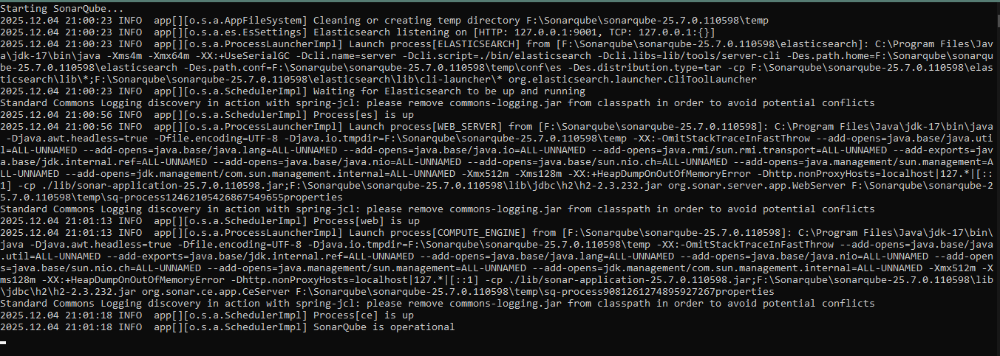 Starting SonarQube...
2025.12.04 21:00:23 INFO  app[][o.s.a.AppFileSystem] Cleaning or creating temp directory F:\Sonarqube\sonarqube-25.7.0.110598\temp
2025.12.04 21:00:23 INFO  app[][o.s.a.es.EsSettings] Elasticsearch listening on [HTTP: 127.0.0.1:9001, TCP: 127.0.0.1:{}]
2025.12.04 21:00:23 INFO  app[][o.s.a.ProcessLauncherImpl] Launch process[ELASTICSEARCH] from [F:\Sonarqube\sonarqube-25.7.0.110598\elasticsearch]: C:\Program Files\Jav
a\jdk-17\bin\java -Xms4m -Xmx64m -XX:+UseSerialGC -Dcli.name=server -Dcli.script=./bin/elasticsearch -Dcli.libs=lib/tools/server-cli -Des.path.home=F:\Sonarqube\sonarqu
be-25.7.0.110598\elasticsearch -Des.path.conf=F:\Sonarqube\sonarqube-25.7.0.110598\temp\conf\es -Des.distribution.type=tar -cp F:\Sonarqube\sonarqube-25.7.0.110598\elas
ticsearch\lib\*;F:\Sonarqube\sonarqube-25.7.0.110598\elasticsearch\lib\cli-launcher\* org.elasticsearch.launcher.CliToolLauncher
2025.12.04 21:00:23 INFO  app[][o.s.a.SchedulerImpl] Waiting for Elasticsearch to be up and running
Standard Commons Logging discovery in action with spring-jcl: please remove commons-logging.jar from classpath in order to avoid potential conflicts
2025.12.04 21:00:56 INFO  app[][o.s.a.SchedulerImpl] Process[es] is up
2025.12.04 21:00:56 INFO  app[][o.s.a.ProcessLauncherImpl] Launch process[WEB_SERVER] from [F:\Sonarqube\sonarqube-25.7.0.110598]: C:\Program Files\Java\jdk-17\bin\java
 -Djava.awt.headless=true -Dfile.encoding=UTF-8 -Djava.io.tmpdir=F:\Sonarqube\sonarqube-25.7.0.110598\temp -XX:-OmitStackTraceInFastThrow --add-opens=java.base/java.uti
l=ALL-UNNAMED --add-opens=java.base/java.lang=ALL-UNNAMED --add-opens=java.base/java.io=ALL-UNNAMED --add-opens=java.rmi/sun.rmi.transport=ALL-UNNAMED --add-exports=jav
a.base/jdk.internal.ref=ALL-UNNAMED --add-opens=java.base/java.nio=ALL-UNNAMED --add-opens=java.base/sun.nio.ch=ALL-UNNAMED --add-opens=java.management/sun.management=A
LL-UNNAMED --add-opens=jdk.management/com.sun.management.internal=ALL-UNNAMED -Xmx512m -Xms128m -XX:+HeapDumpOnOutOfMemoryError -Dhttp.nonProxyHosts=localhost|127.*|[::
1] -cp ./lib/sonar-application-25.7.0.110598.jar;F:\Sonarqube\sonarqube-25.7.0.110598\lib\jdbc\h2\h2-2.3.232.jar org.sonar.server.app.WebServer F:\Sonarqube\sonarqube-2
5.7.0.110598\temp\sq-process12462105426867549655properties
Standard Commons Logging discovery in action with spring-jcl: please remove commons-logging.jar from classpath in order to avoid potential conflicts
2025.12.04 21:01:13 INFO  app[][o.s.a.SchedulerImpl] Process[web] is up
2025.12.04 21:01:13 INFO  app[][o.s.a.ProcessLauncherImpl] Launch process[COMPUTE_ENGINE] from [F:\Sonarqube\sonarqube-25.7.0.110598]: C:\Program Files\Java\jdk-17\bin\
java -Djava.awt.headless=true -Dfile.encoding=UTF-8 -Djava.io.tmpdir=F:\Sonarqube\sonarqube-25.7.0.110598\temp -XX:-OmitStackTraceInFastThrow --add-opens=java.base/java
.util=ALL-UNNAMED --add-exports=java.base/jdk.internal.ref=ALL-UNNAMED --add-opens=java.base/java.lang=ALL-UNNAMED --add-opens=java.base/java.nio=ALL-UNNAMED --add-open
s=java.base/sun.nio.ch=ALL-UNNAMED --add-opens=java.management/sun.management=ALL-UNNAMED --add-opens=jdk.management/com.sun.management.internal=ALL-UNNAMED -Xmx512m -X
ms128m -XX:+HeapDumpOnOutOfMemoryError -Dhttp.nonProxyHosts=localhost|127.*|[::1] -cp ./lib/sonar-application-25.7.0.110598.jar;F:\Sonarqube\sonarqube-25.7.0.110598\lib
\jdbc\h2\h2-2.3.232.jar org.sonar.ce.app.CeServer F:\Sonarqube\sonarqube-25.7.0.110598\temp\sq-process9081261274895927267properties
Standard Commons Logging discovery in action with spring-jcl: please remove commons-logging.jar from classpath in order to avoid potential conflicts
2025.12.04 21:01:18 INFO  app[][o.s.a.SchedulerImpl] Process[ce] is up
2025.12.04 21:01:18 INFO  app[][o.s.a.SchedulerImpl] SonarQube is operational